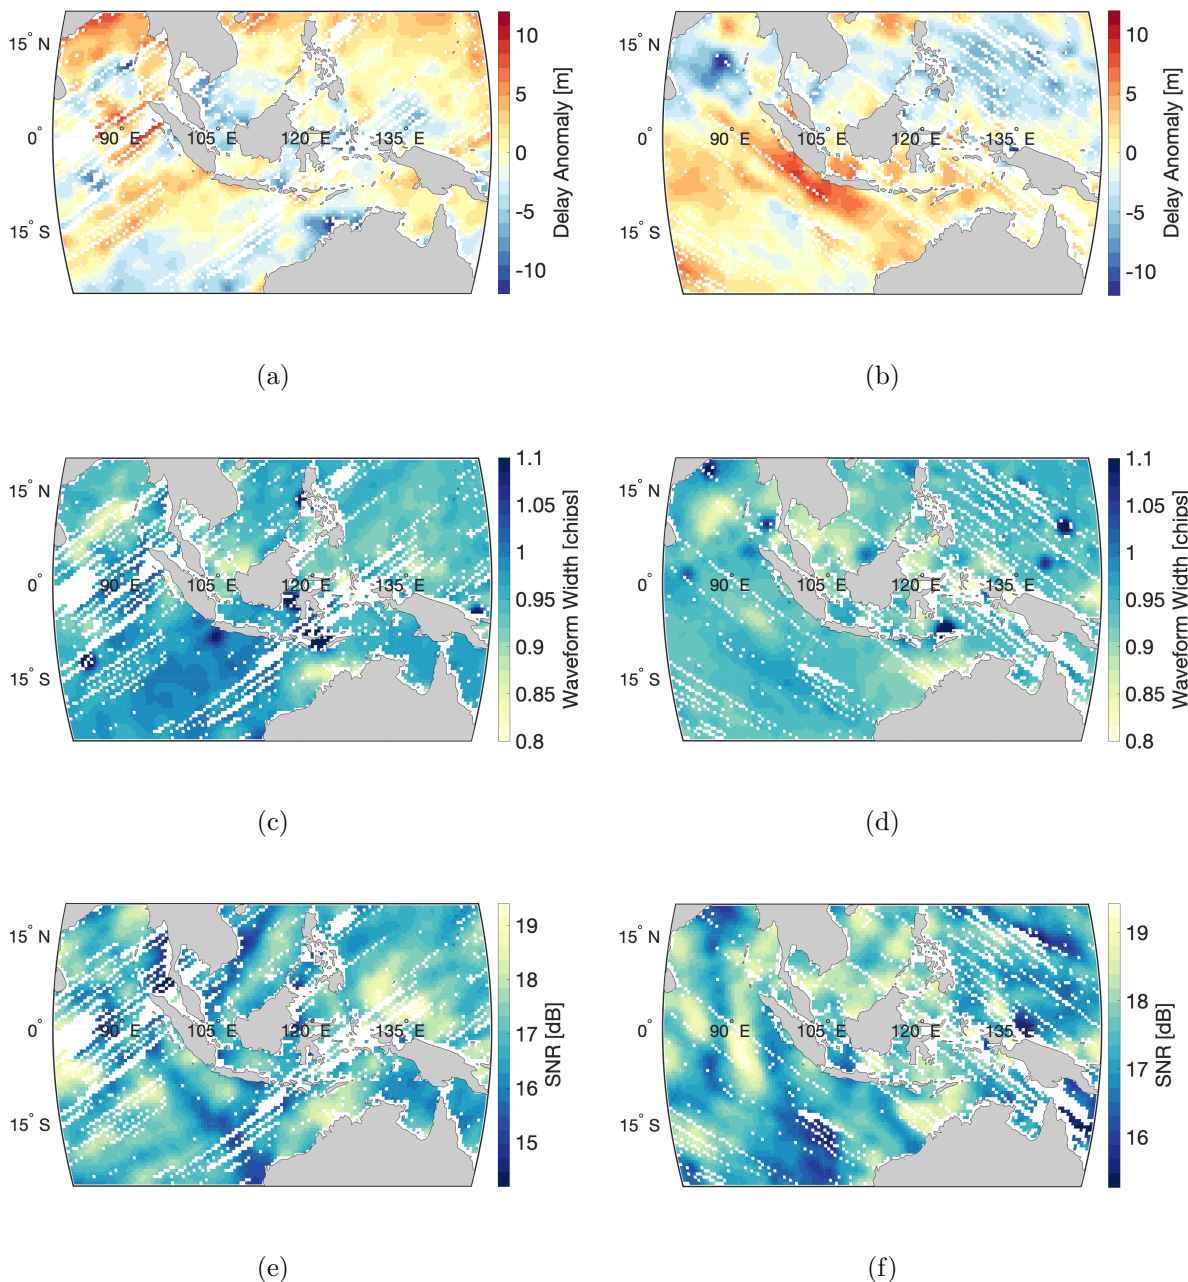 15° N
0°
15° S
90° E
105° E
120° E
135° E
10
5
0
-5
-10
Delay Anomaly [m]
(a)
15° N
0°
15° S
90° E
105° E
120° E
135° E
10
5
0
-5
-10
Delay Anomaly [m]
(b)
15° N
0°
15° S
90° E
105° E
120° E
135° E
1.1
1.05
1
0.95
0.9
0.85
0.8
Waveform Width [chips]
(c)
15° N
0°
15° S
90° E
105° E
120° E
135° E
1.1
1.05
1
0.95
0.9
0.85
0.8
Waveform Width [chips]
(d)
15° N
0°
15° S
90° E
105° E
120° E
135° E
19
18
17
16
15
SNR [dB]
(e)
15° N
0°
15° S
90° E
105° E
120° E
135° E
19
18
17
16
SNR [dB]
(f)